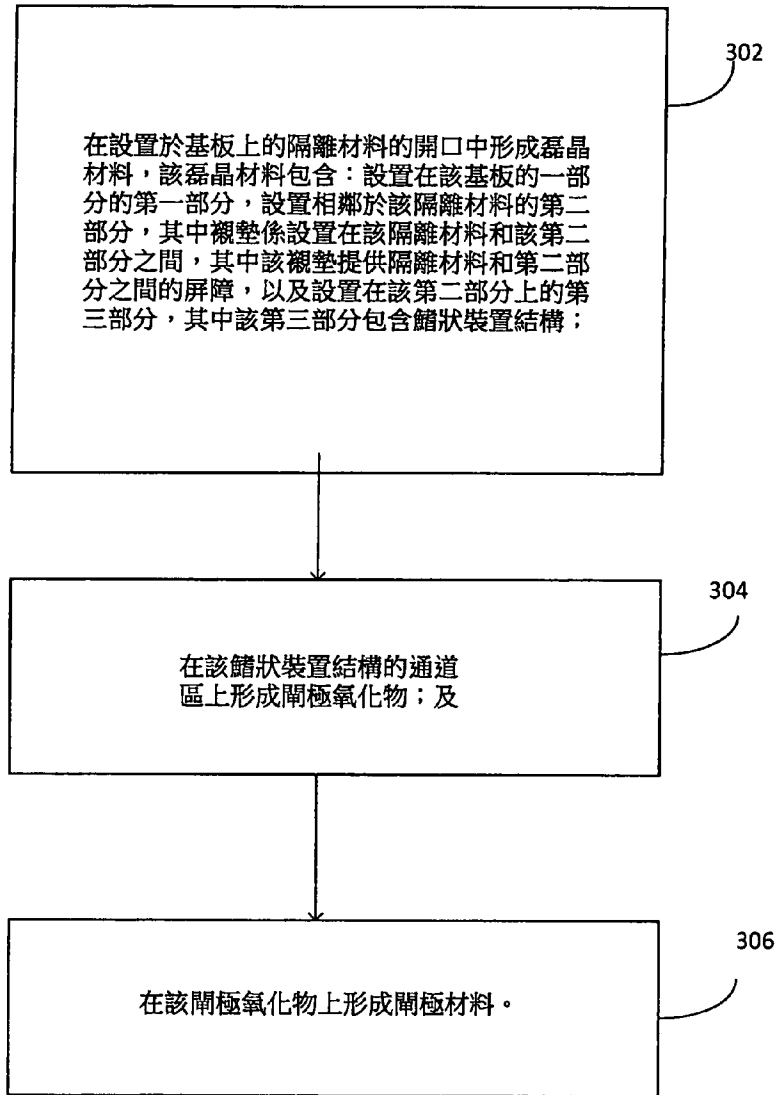 302
在設置於基板上的隔離材料的開口中形成磊晶
材料，該磊晶材料包含：設置在該基板的一部
分的第一部分，設置相鄰於該隔離材料的第二
部分，其中襯墊係設置在該隔離材料和該第二
部分之間，其中該襯墊提供隔離材料和第二部
分之間的屏障，以及設置在該第二部分上的第
三部分，其中該第三部分包含鰭狀裝置結構；
304
在該鰭狀裝置結構的通道
區上形成閘極氧化物；及
306
在該閘極氧化物上形成閘極材料。